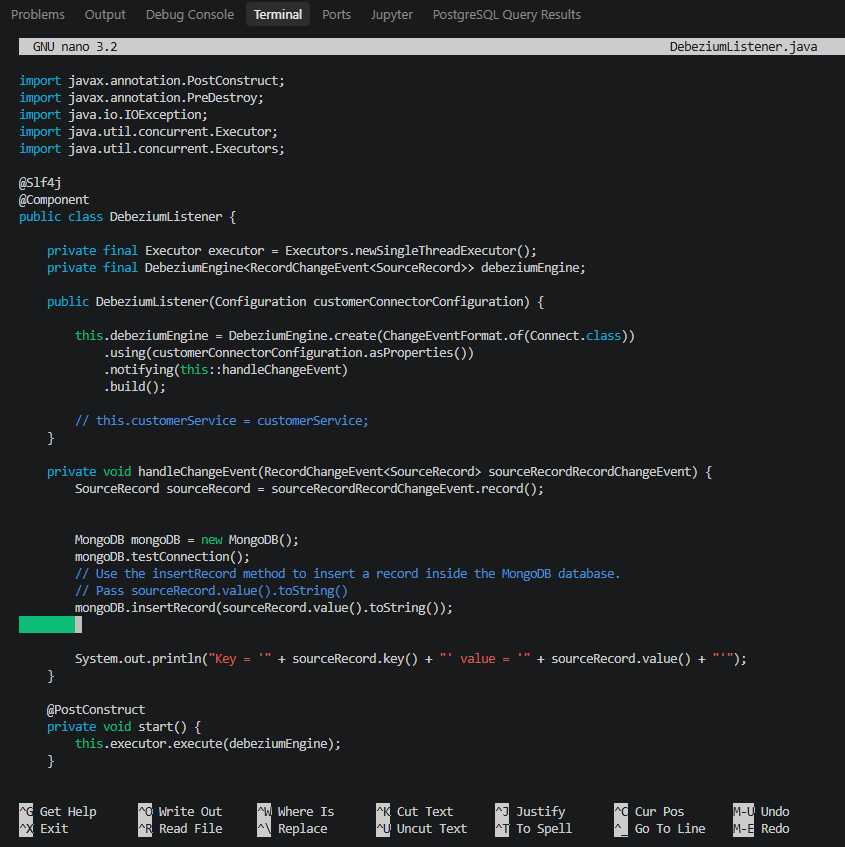 Problems Output Debug Console Terminal Ports Jupyter PostgreSQL Query Results
GNU nano 3.2 DebeziumListener.java
import javax.annotation.PostConstruct;
import javax.annotation.PreDestroy;
import java.io.IOException;
import java.util.concurrent.Executor;
import java.util.concurrent.Executors;
@Slf4j
@Component
public class DebeziumListener {
private final Executor executor = Executors.newSingleThreadExecutor();
private final DebeziumEngine<RecordChangeEvent<SourceRecord>> debeziumEngine;
public DebeziumListener(Configuration customerConnectorConfiguration) {
this.debeziumEngine = DebeziumEngine.create(ChangeEventFormat.of(Connect.class))
.using(customerConnectorConfiguration.asProperties())
.notifying(this::handleChangeEvent)
.build();
// this.customerService = customerService;
}
private void handleChangeEvent(RecordChangeEvent<SourceRecord> sourceRecordRecordChangeEvent) {
SourceRecord sourceRecord = sourceRecordRecordChangeEvent.record();
MongoDB mongoDB = new MongoDB();
mongoDB.testConnection();
// Use the insertRecord method to insert a record inside the MongoDB database.
// Pass sourceRecord.value().toString()
mongoDB.insertRecord(sourceRecord.value().toString());
System.out.println("Key = '" + sourceRecord.key() + "' value = '" + sourceRecord.value() + "'");
}
@PostConstruct
private void start() {
this.executor.execute(debeziumEngine);
}
^G Get Help ^O Write Out ^W Where Is ^K Cut Text ^J Justify ^C Cur Pos M-U Undo
^X Exit ^R Read File ^\ Replace ^U Uncut Text ^T To Spell ^_ Go To Line M-E Redo